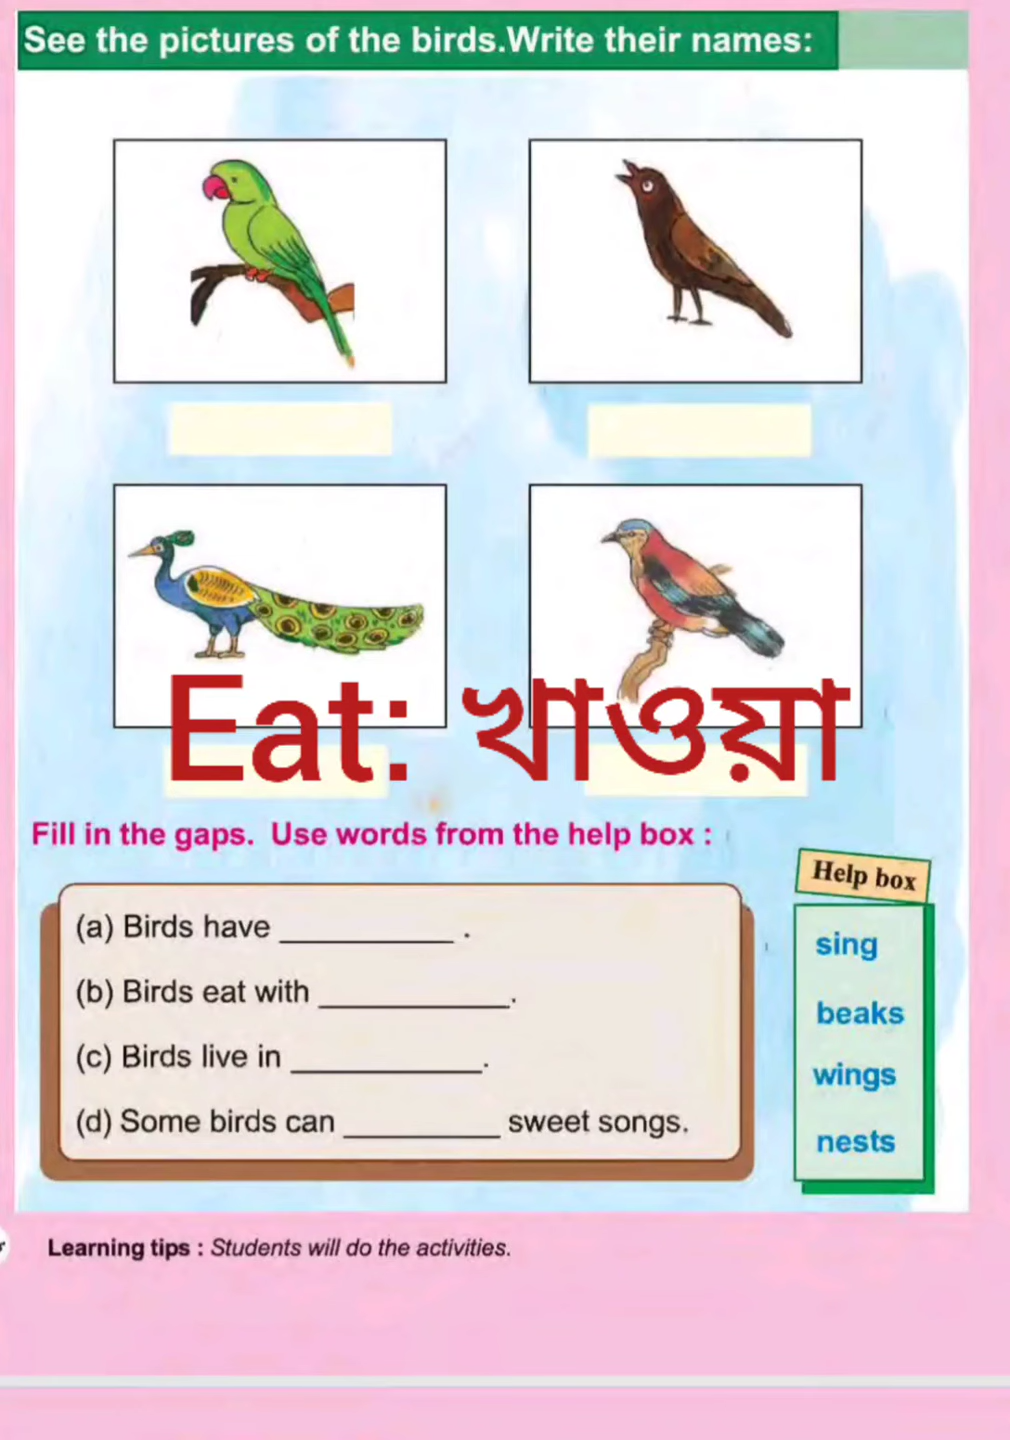 See the pictures of the birds.Write their names:
Eat: খাওয়া
Fill in the gaps. Use words from the help box :
Help box
(a) Birds have __________ .
(b) Birds eat with ___________.
(c) Birds live in ___________.
(d) Some birds can _________ sweet songs.
sing
beaks
wings
nests
Learning tips : Students will do the activities.